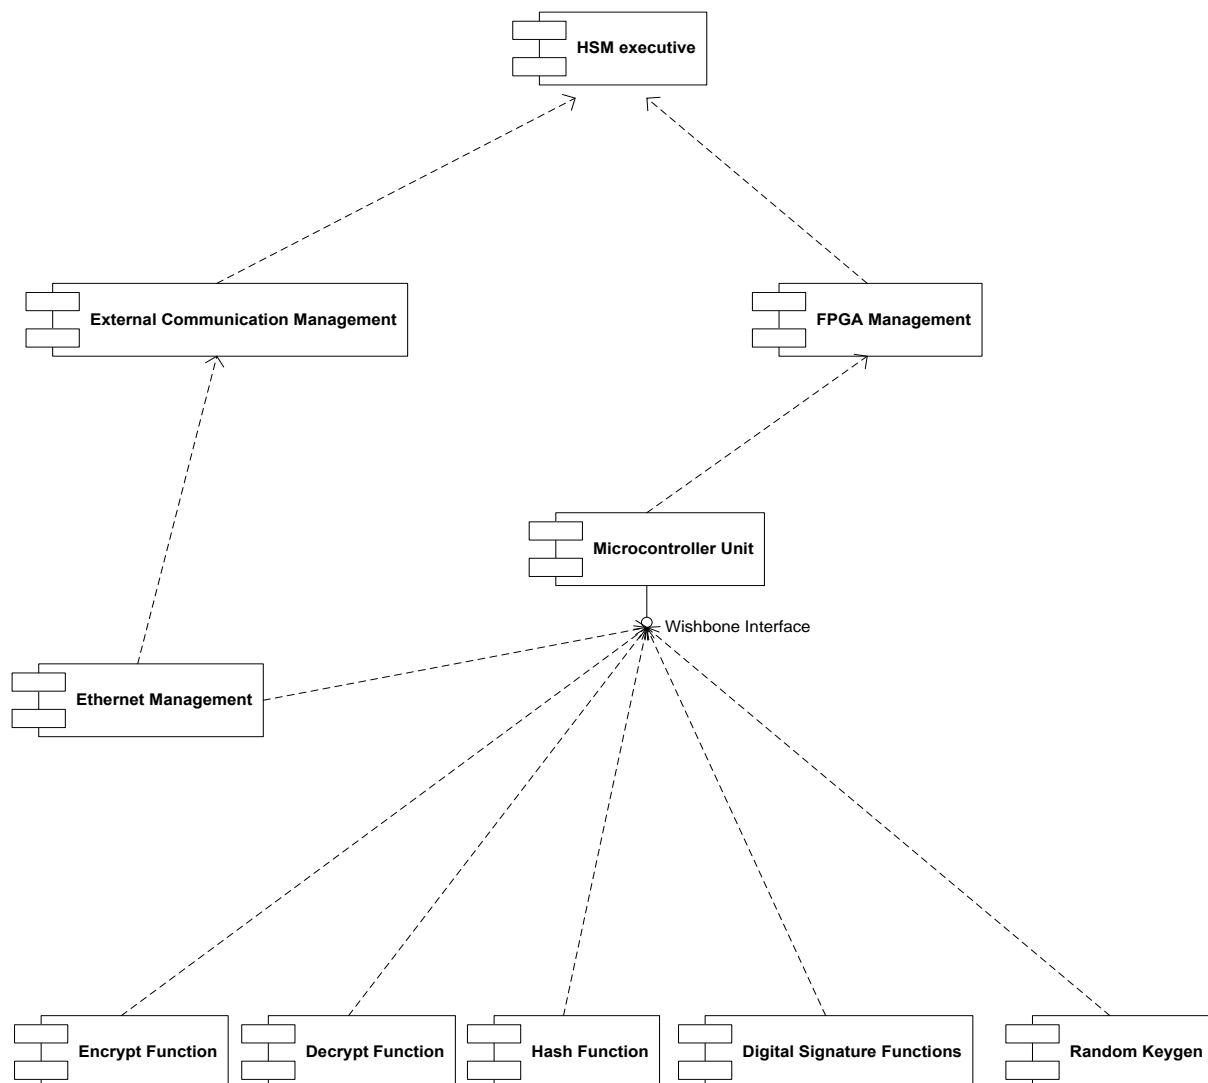 HSM executive
External Communication Management
FPGA Management
Microcontroller Unit
Wishbone Interface
Ethernet Management
Encrypt Function
Decrypt Function
Hash Function
Digital Signature Functions
Random Keygen